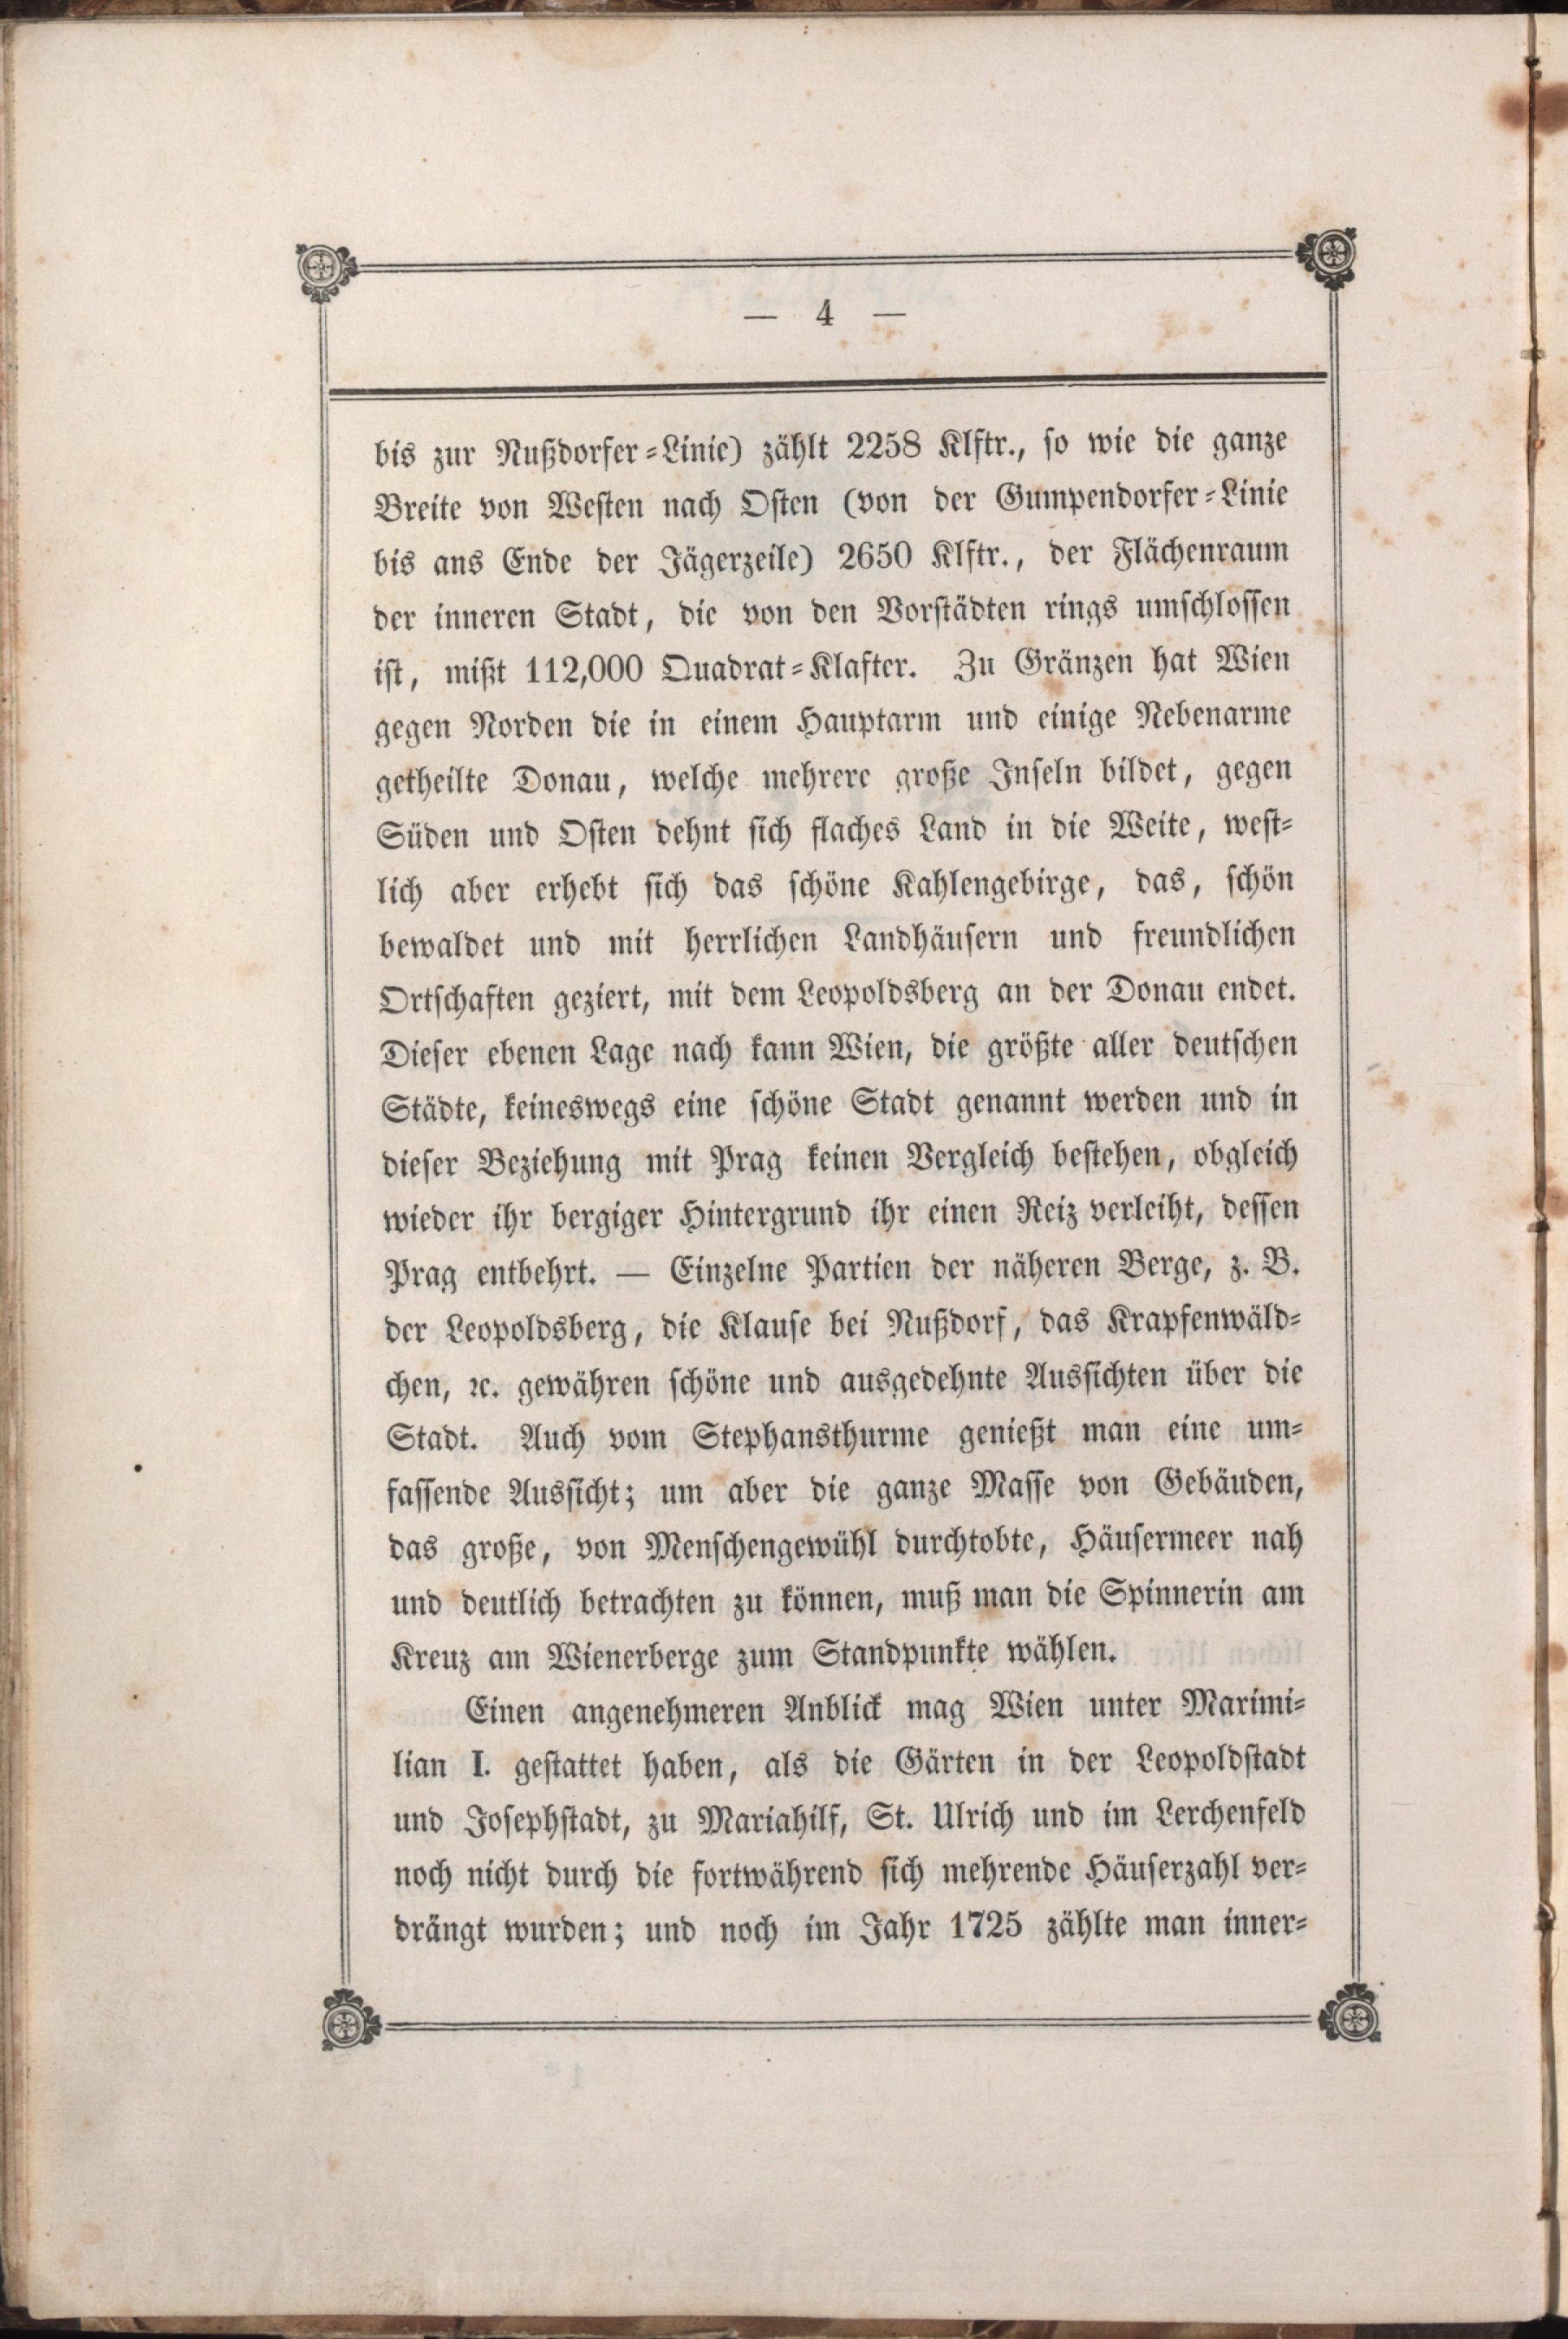 — 4 —
bis zur Nußdorfer-Linie) zählt 2258 Klftr., so wie die ganze
Breite von Westen nach Osten (von der Gumpendorfer-Linie
bis ans Ende der Jägerzeile) 2650 Klftr., der Flächenraum
der inneren Stadt, die von den Vorstädten rings umschlossen
ist, mißt 112,000 Quadrat-Klafter. Zu Gränzen hat Wien
gegen Norden die in einem Hauptarm und einige Nebenarme
getheilte Donau, welche mehrere große Inseln bildet, gegen
Süden und Osten dehnt sich flaches Land in die Weite, west-
lich aber erhebt sich das schöne Kahlengebirge, das, schön
bewaldet und mit herrlichen Landhäusern und freundlichen
Ortschaften geziert, mit dem Leopoldsberg an der Donau endet.
Dieser ebenen Lage nach kann Wien, die größte aller deutschen
Städte, keineswegs eine schöne Stadt genannt werden und in
dieser Beziehung mit Prag keinen Vergleich bestehen, obgleich
wieder ihr bergiger Hintergrund ihr einen Reiz verleiht, dessen
Prag entbehrt. — Einzelne Partien der näheren Berge, z. B.
der Leopoldsberg, die Klause bei Nußdorf, das Krapfenwäld-
chen, ꝛc. gewähren schöne und ausgedehnte Aussichten über die
Stadt. Auch vom Stephansthurme genießt man eine um-
fassende Aussicht; um aber die ganze Masse von Gebäuden,
das große, von Menschengewühl durchtobte, Häusermeer nah
und deutlich betrachten zu können, muß man die Spinnerin am
Kreuz am Wienerberge zum Standpunkte wählen.
Einen angenehmeren Anblick mag Wien unter Maximi-
lian I. gestattet haben, als die Gärten in der Leopoldstadt
und Josephstadt, zu Mariahilf, St. Ulrich und im Lerchenfeld
noch nicht durch die fortwährend sich mehrende Häuserzahl ver-
drängt wurden; und noch im Jahr 1725 zählte man inner-